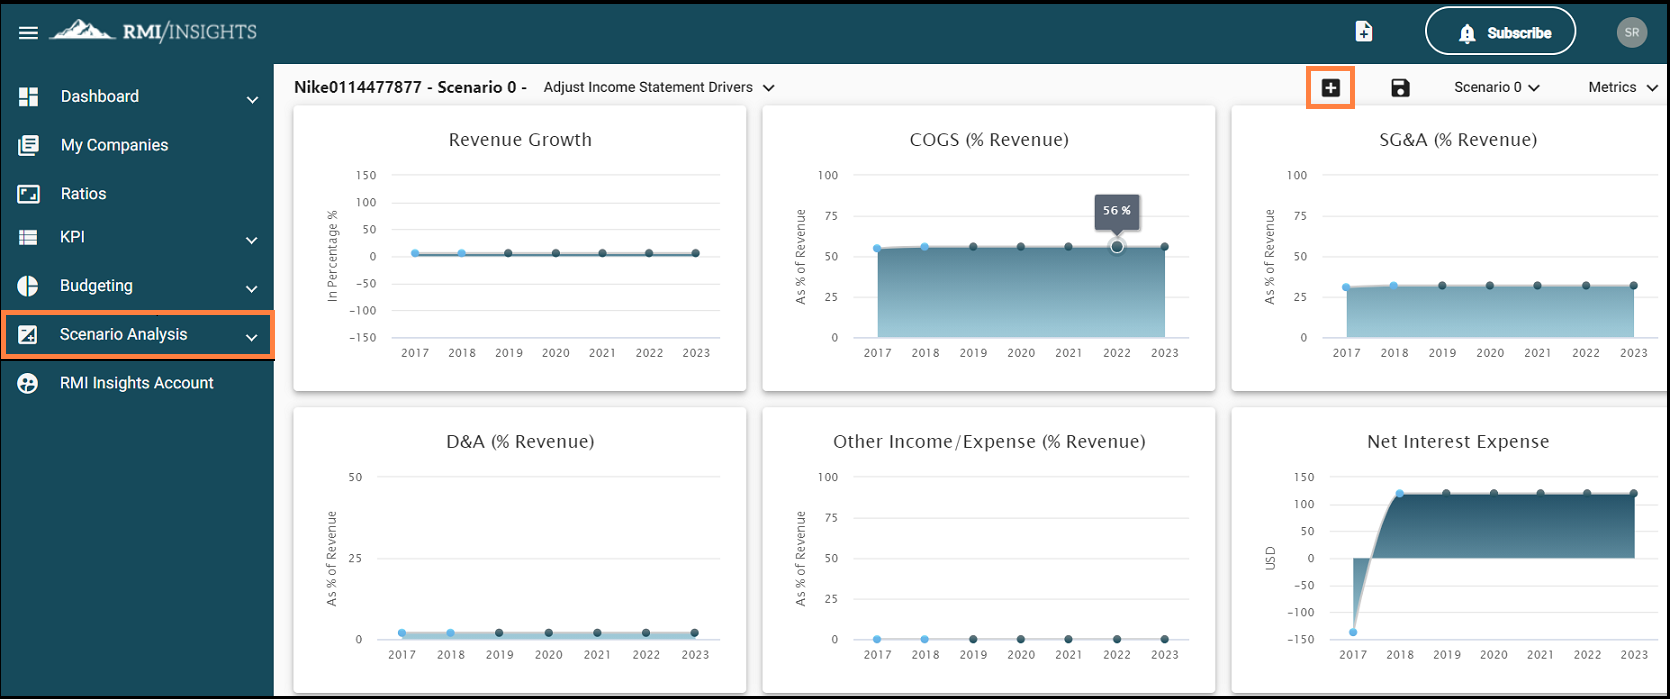 RMI/INSIGHTS
Subscribe
SR
Dashboard
My Companies
Ratios
KPI
Budgeting
Scenario Analysis
RMI Insights Account
Nike0114477877 - Scenario 0 - Adjust Income Statement Drivers
Scenario 0
Metrics
Revenue Growth
In Percentage %
150
100
50
0
-50
-100
-150
2017 2018 2019 2020 2021 2022 2023
COGS (% Revenue)
As % of Revenue
100
75
50
25
0
56 %
2017 2018 2019 2020 2021 2022 2023
SG&A (% Revenue)
As % of Revenue
100
75
50
25
0
2017 2018 2019 2020 2021 2022 2023
D&A (% Revenue)
As % of Revenue
50
25
0
2017 2018 2019 2020 2021 2022 2023
Other Income/Expense (% Revenue)
As % of Revenue
100
75
50
25
0
2017 2018 2019 2020 2021 2022 2023
Net Interest Expense
USD
150
100
50
0
-50
-100
-150
2017 2018 2019 2020 2021 2022 2023